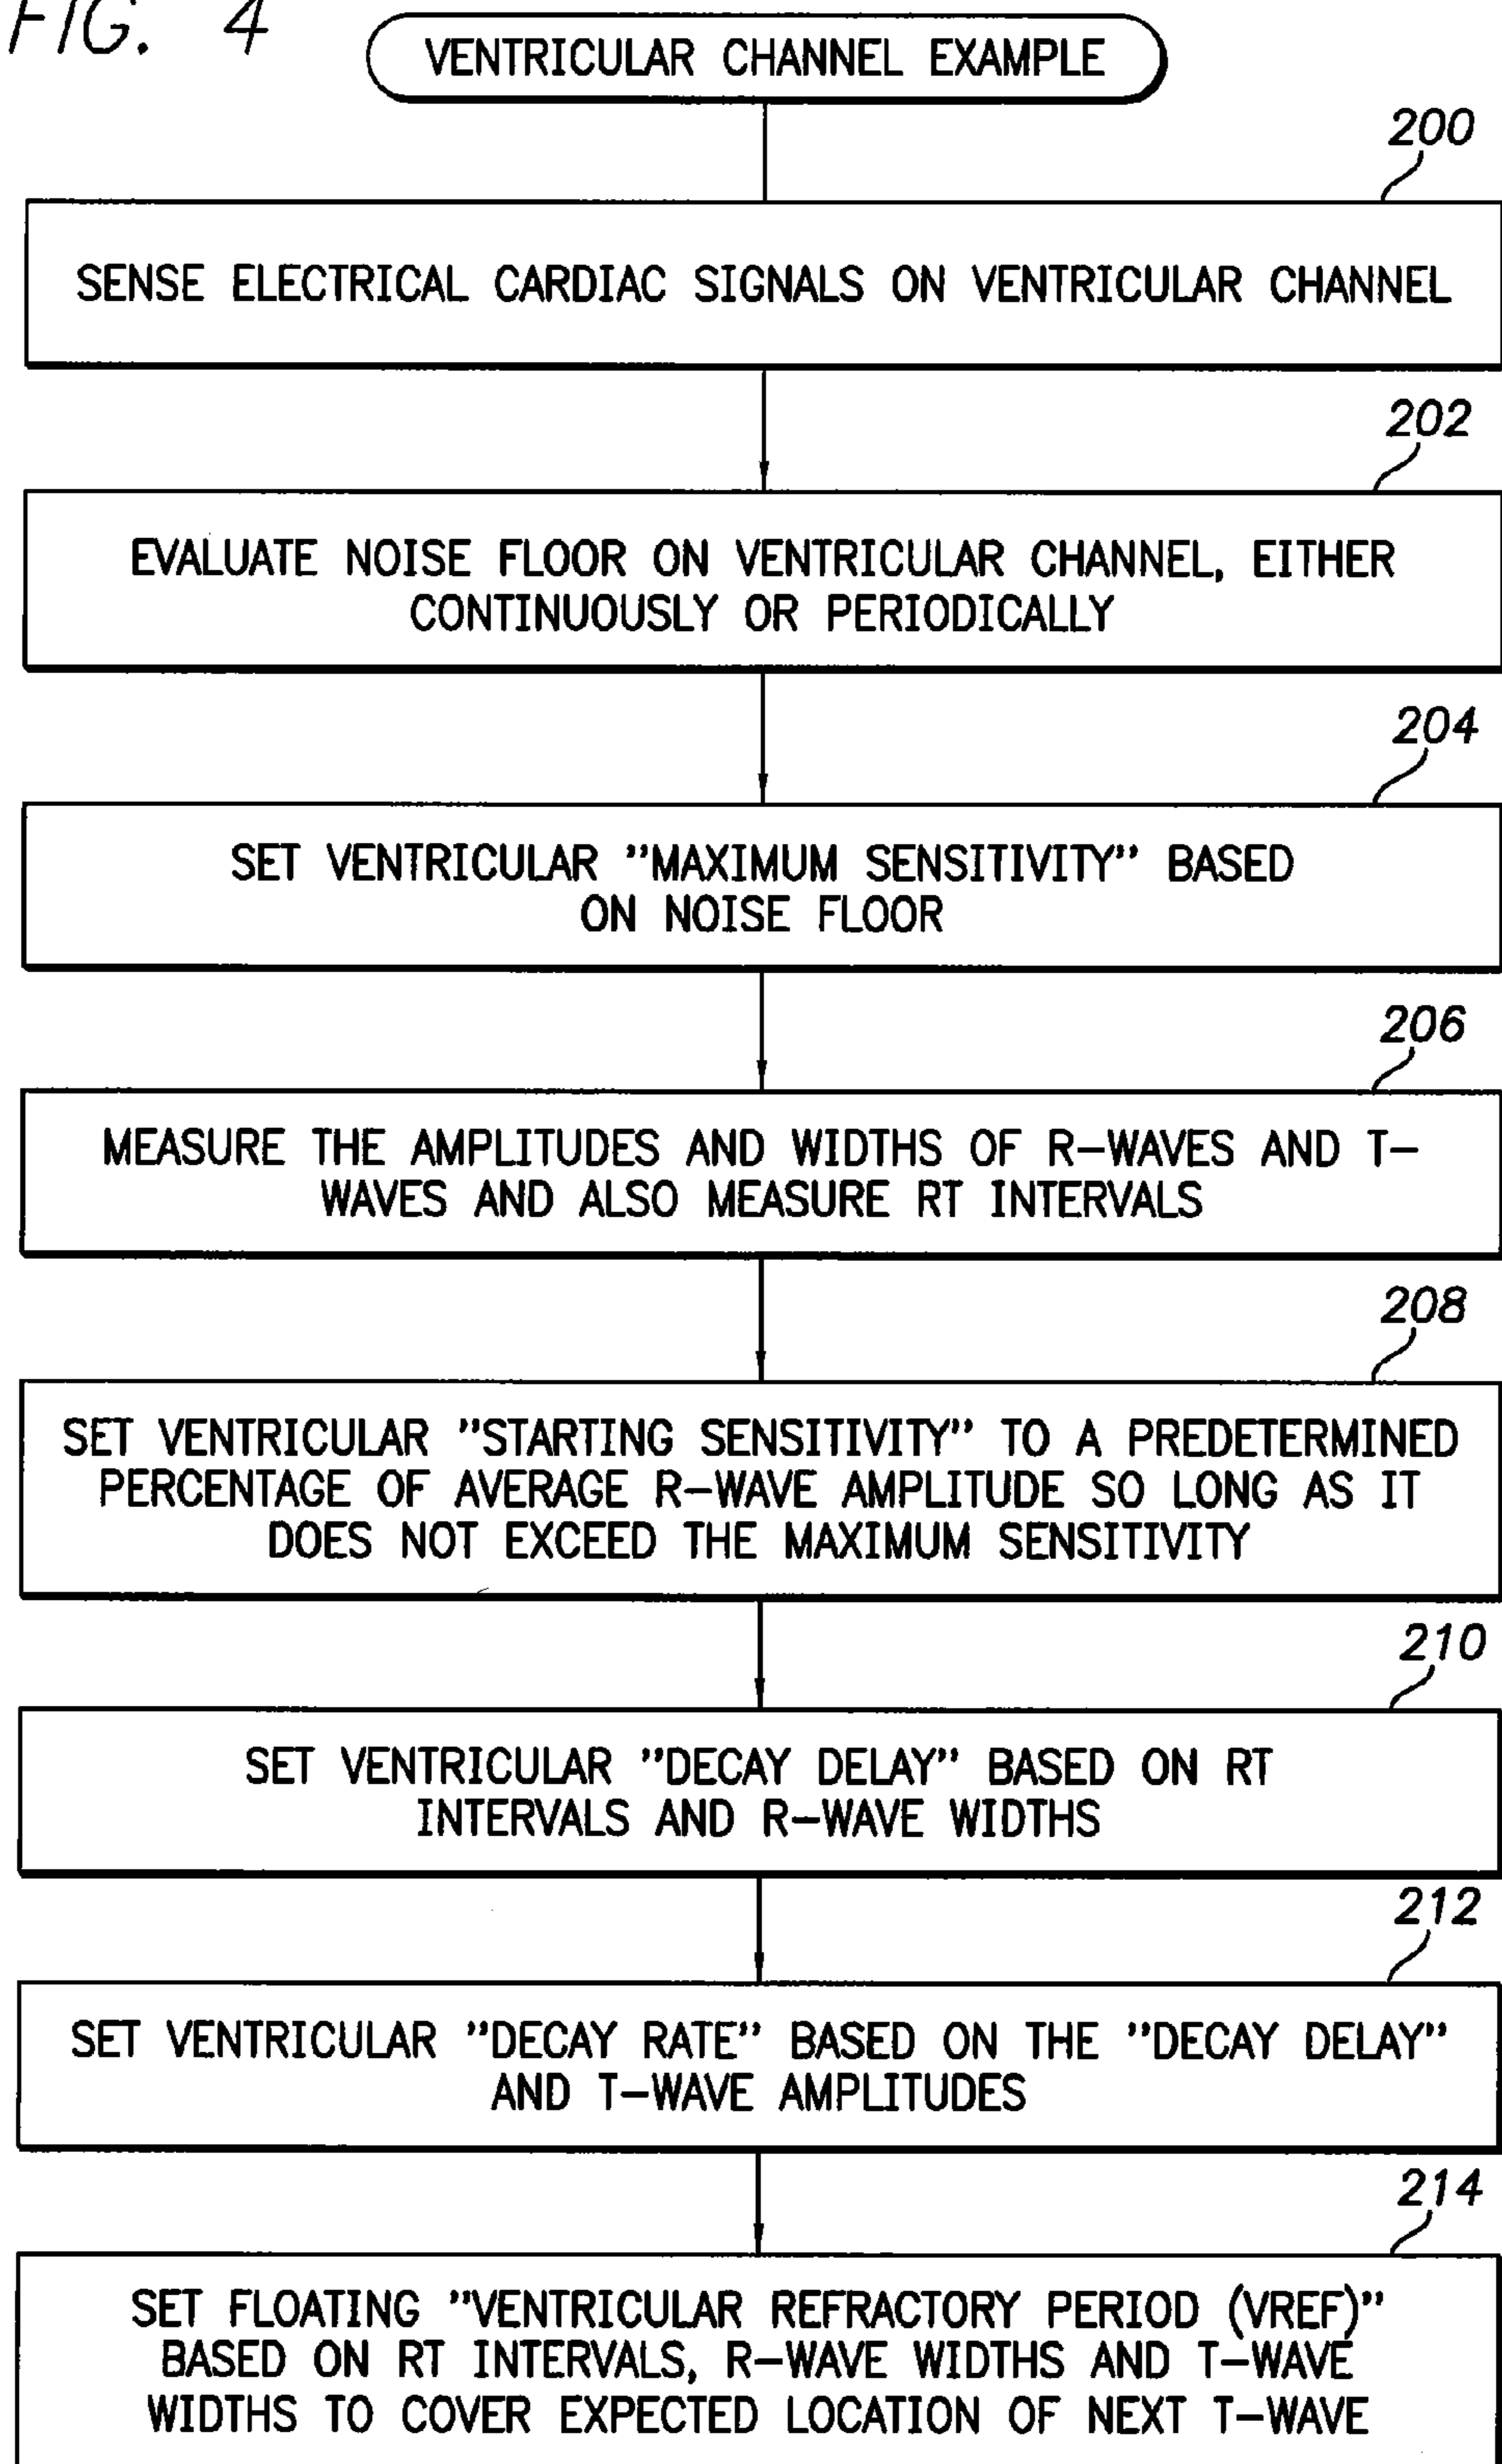 FIG. 4
VENTRICULAR CHANNEL EXAMPLE
200
SENSE ELECTRICAL CARDIAC SIGNALS ON VENTRICULAR CHANNEL
202
EVALUATE NOISE FLOOR ON VENTRICULAR CHANNEL, EITHER
CONTINUOUSLY OR PERIODICALLY
204
SET VENTRICULAR "MAXIMUM SENSITIVITY" BASED
ON NOISE FLOOR
206
MEASURE THE AMPLITUDES AND WIDTHS OF R-WAVES AND T-
WAVES AND ALSO MEASURE RT INTERVALS
208
SET VENTRICULAR "STARTING SENSITIVITY" TO A PREDETERMINED
PERCENTAGE OF AVERAGE R-WAVE AMPLITUDE SO LONG AS IT
DOES NOT EXCEED THE MAXIMUM SENSITIVITY
210
SET VENTRICULAR "DECAY DELAY" BASED ON RT
INTERVALS AND R-WAVE WIDTHS
212
SET VENTRICULAR "DECAY RATE" BASED ON THE "DECAY DELAY"
AND T-WAVE AMPLITUDES
214
SET FLOATING "VENTRICULAR REFRACTORY PERIOD (VREF)"
BASED ON RT INTERVALS, R-WAVE WIDTHS AND T-WAVE
WIDTHS TO COVER EXPECTED LOCATION OF NEXT T-WAVE